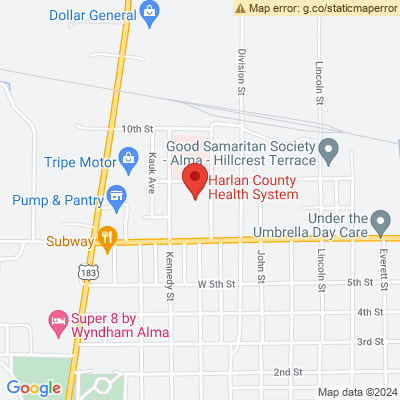 Map error: g.co/staticmaperror
Dollar General
Division St
Lincoln St
10th St
Good Samaritan Society
- Alma - Hillcrest Terrace
Tripe Motor
Kauk Ave
Harlan County
Health System
Pump & Pantry
Under the
Umbrella Day Care
Subway
183
Kennedy St
John St
Lincoln St
Everett St
W 5th St
5th St
Super 8 by
Wyndham Alma
4th St
3rd St
2nd St
Google
Map data ©2024